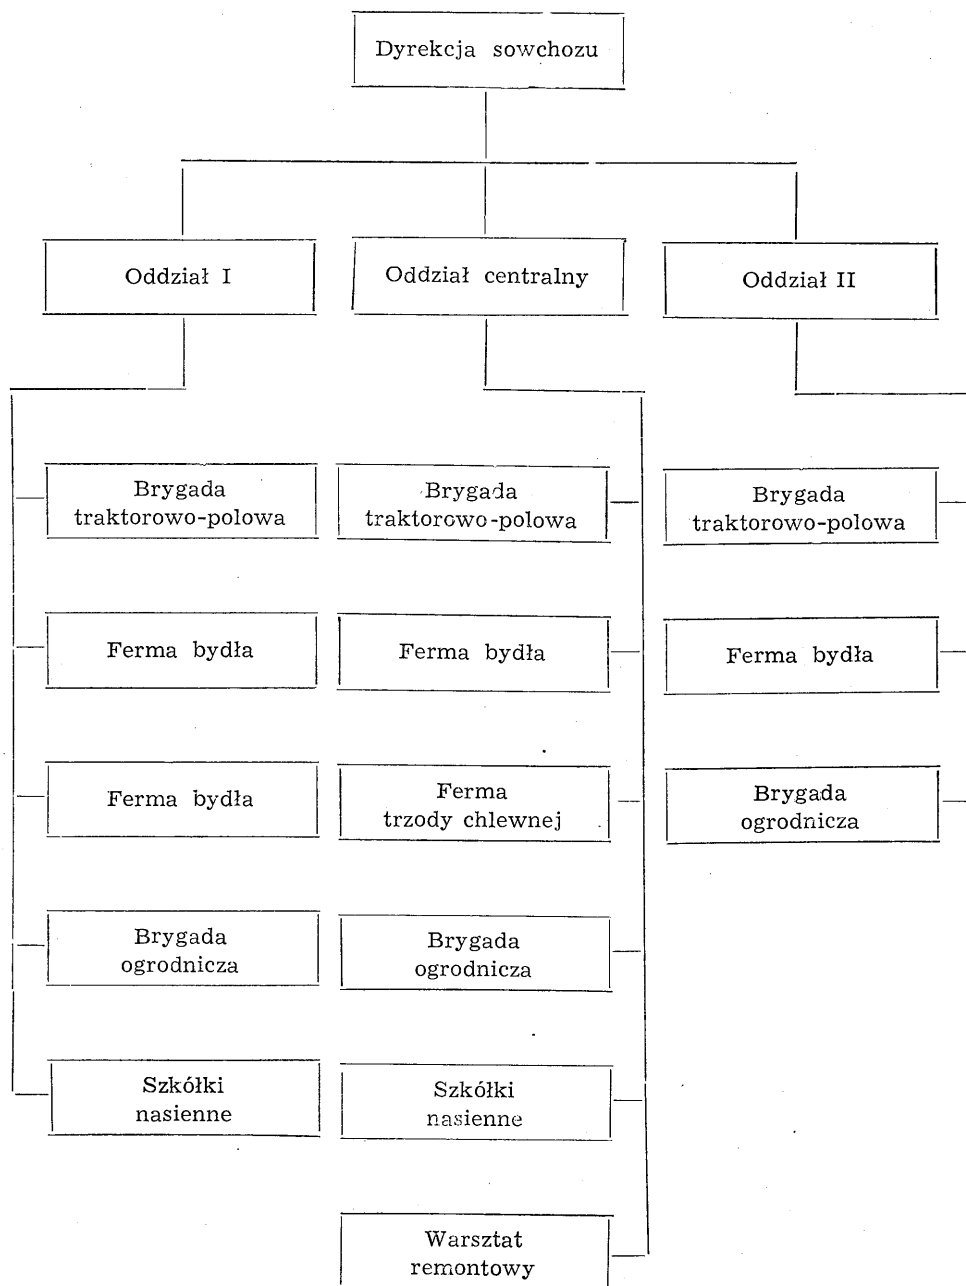 Dyrekcja sowchozu
Oddział I
Oddział centralny
Oddział II
Brygada
traktorowo-polowa
Ferma bydła
Ferma bydła
Brygada
ogrodnicza
Szkółki
nasienne
Brygada
traktorowo-polowa
Ferma bydła
Ferma
trzody chlewnej
Brygada
ogrodnicza
Szkółki
nasienne
Warsztat
remontowy
Brygada
traktorowo-polowa
Ferma bydła
Brygada
ogrodnicza